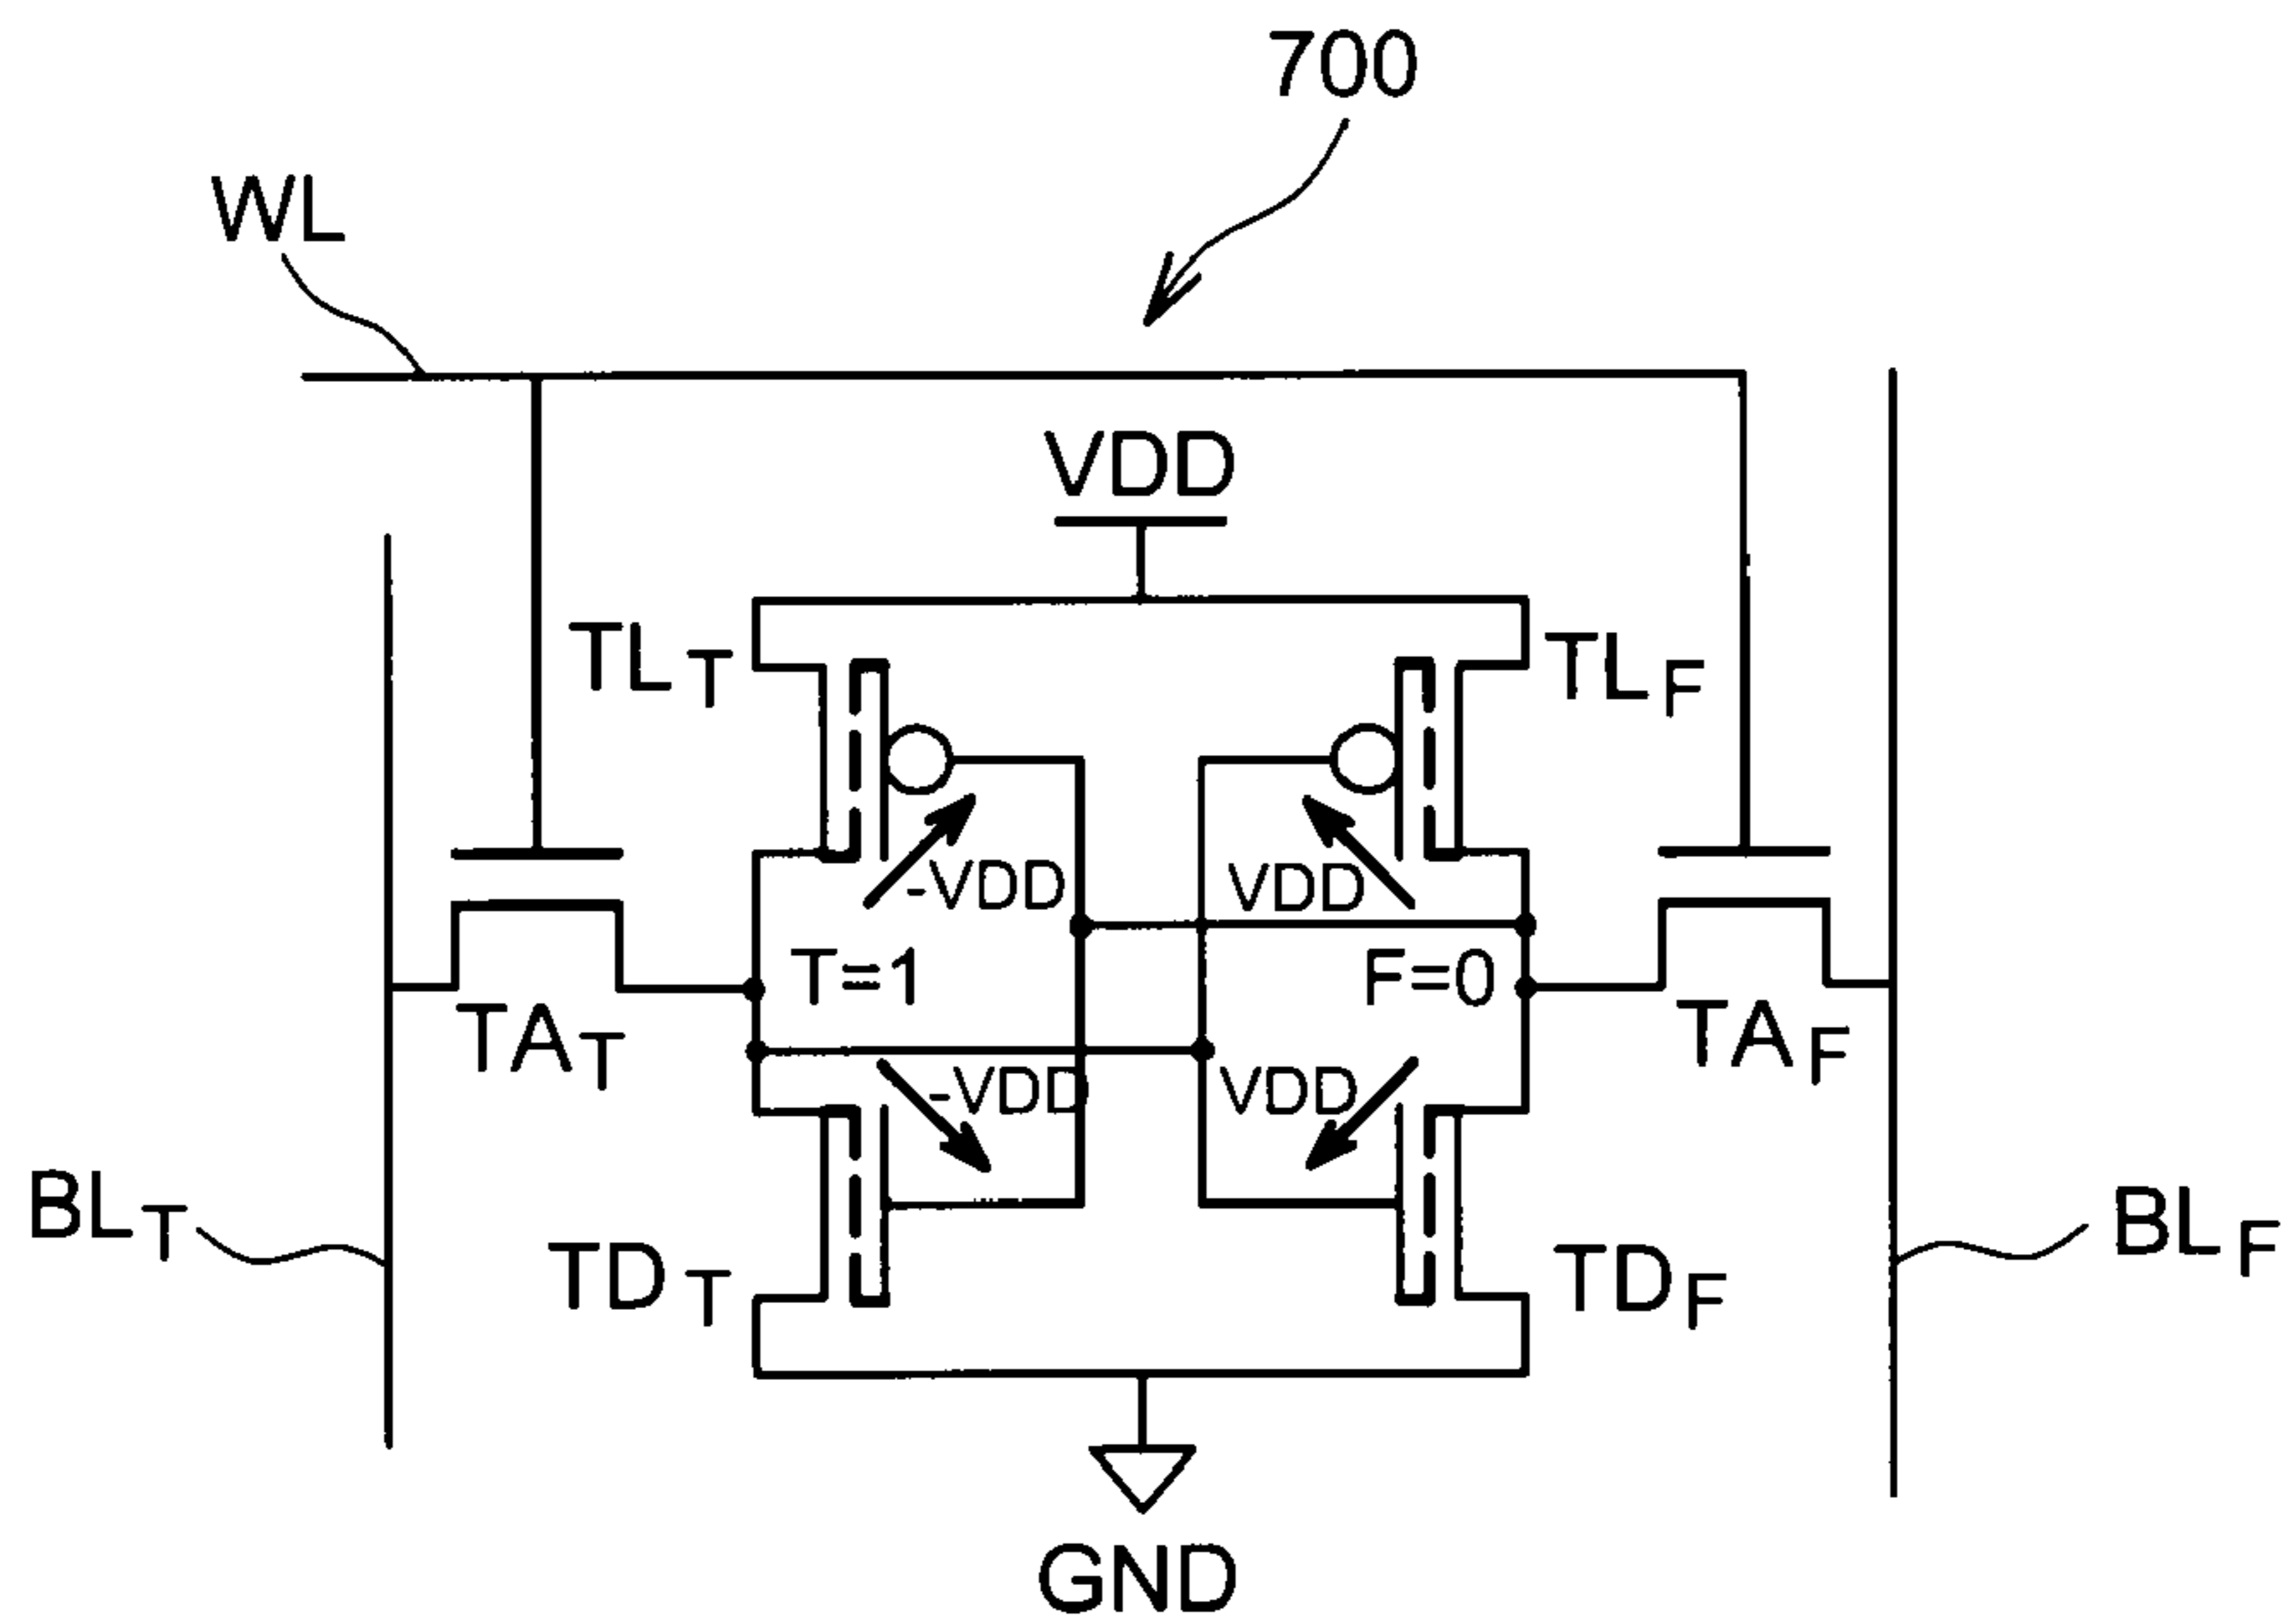 700
WL
VDD
TL_T
TL_F
-VDD
VDD
T=1
F=0
TA_T
TA_F
-VDD
VDD
BL_T
BL_F
TD_T
TD_F
GND